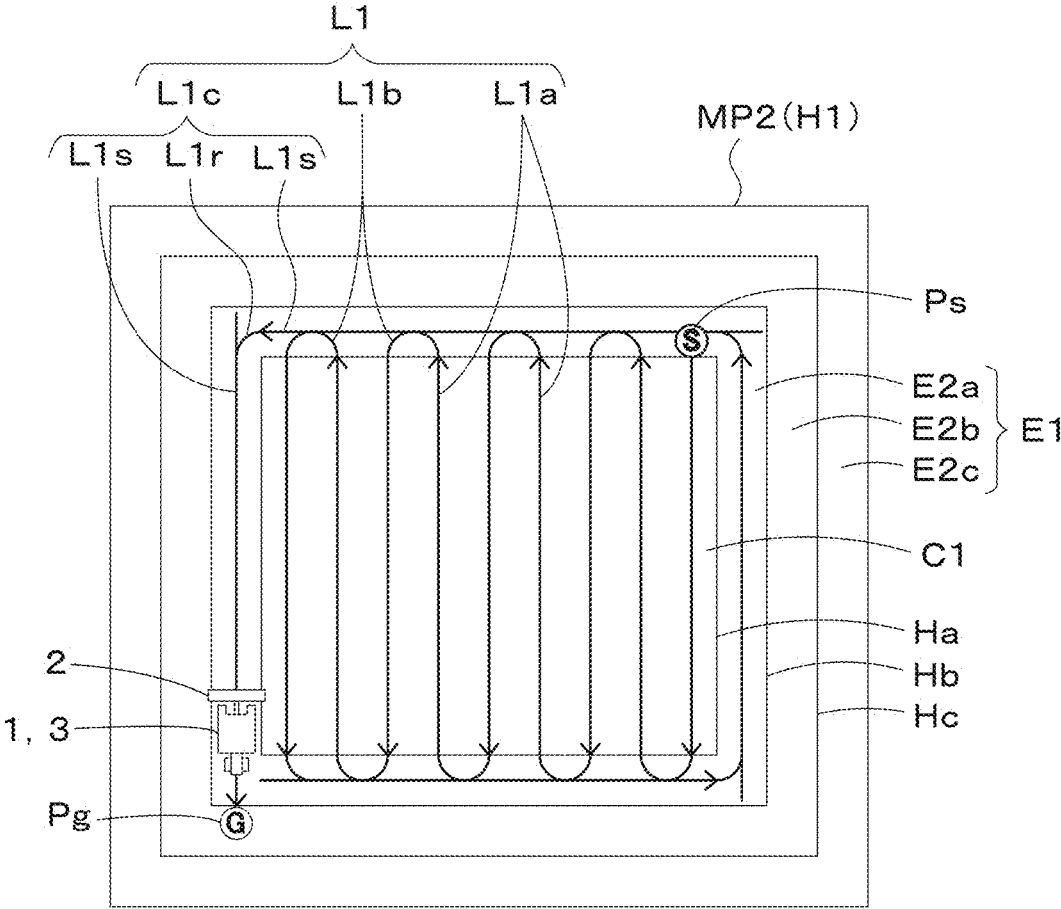 L1
L1c L1b L1a
MP2(H1)
L1s L1r L1s
Ps
S
E2a
E2b E1
E2c
C1
Ha
2 Hb
1, 3 Hc
Pg G